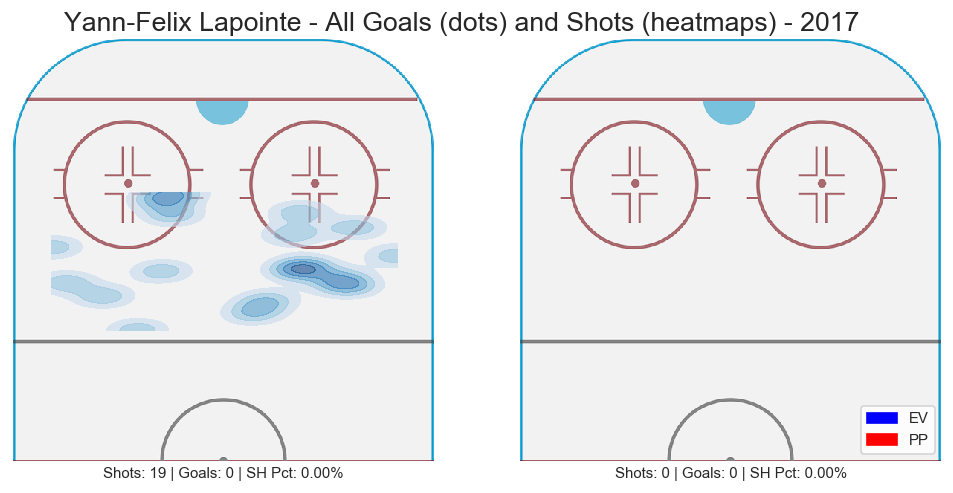 Yann-Felix Lapointe - All Goals (dots) and Shots (heatmaps) - 2017
EV
PP
Shots: 19 | Goals: 0 | SH Pct: 0.00%
Shots: 0 | Goals: 0 | SH Pct: 0.00%